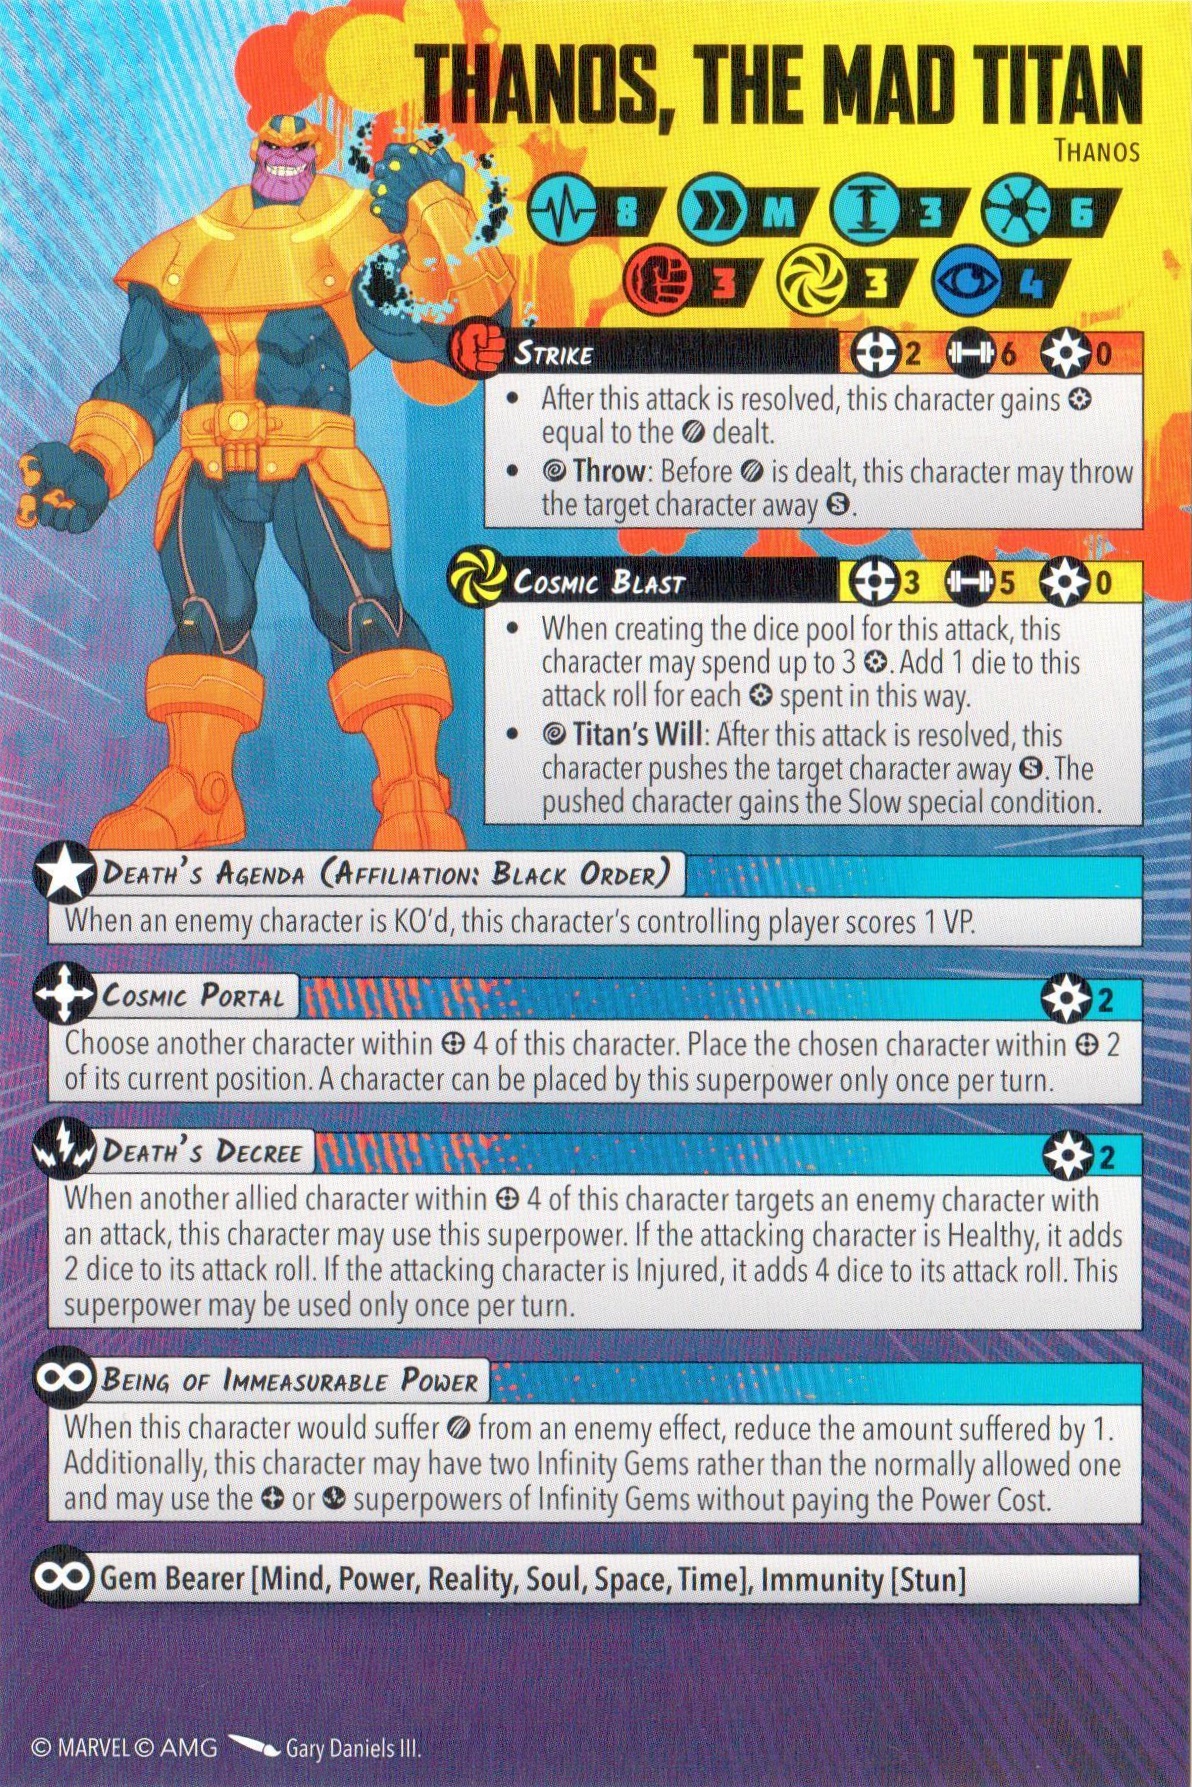 THANOS, THE MAD TITAN
THANOS
8 M 3 6
3 3 4
STRIKE 2 6 0
• After this attack is resolved, this character gains
equal to the dealt.
• Throw: Before is dealt, this character may throw
the target character away S.
COSMIC BLAST 3 5 0
• When creating the dice pool for this attack, this
character may spend up to 3 . Add 1 die to this
attack roll for each spent in this way.
• Titan's Will: After this attack is resolved, this
character pushes the target character away S. The
pushed character gains the Slow special condition.
DEATH'S AGENDA (AFFILIATION: BLACK ORDER)
When an enemy character is KO'd, this character's controlling player scores 1 VP.
COSMIC PORTAL 2
Choose another character within 4 of this character. Place the chosen character within 2
of its current position. A character can be placed by this superpower only once per turn.
DEATH'S DECREE 2
When another allied character within 4 of this character targets an enemy character with
an attack, this character may use this superpower. If the attacking character is Healthy, it adds
2 dice to its attack roll. If the attacking character is Injured, it adds 4 dice to its attack roll. This
superpower may be used only once per turn.
BEING OF IMMEASURABLE POWER
When this character would suffer from an enemy effect, reduce the amount suffered by 1.
Additionally, this character may have two Infinity Gems rather than the normally allowed one
and may use the or superpowers of Infinity Gems without paying the Power Cost.
Gem Bearer [Mind, Power, Reality, Soul, Space, Time], Immunity [Stun]
© MARVEL © AMG Gary Daniels III.